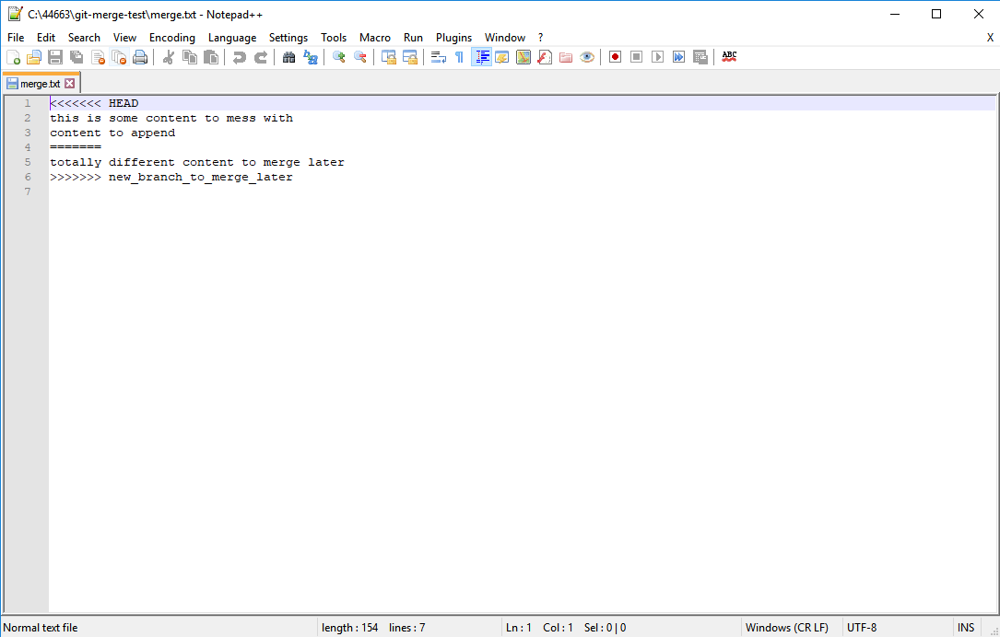 C:\44663\git-merge-test\merge.txt - Notepad++
File Edit Search View Encoding Language Settings Tools Macro Run Plugins Window ? X
ABC
merge.txt
1 <<<<<<< HEAD
2 this is some content to mess with
3 content to append
4 =======
5 totally different content to merge later
6 >>>>>>> new_branch_to_merge_later
7
Normal text file length : 154 lines : 7 Ln : 1 Col : 1 Sel : 0 | 0 Windows (CR LF) UTF-8 INS